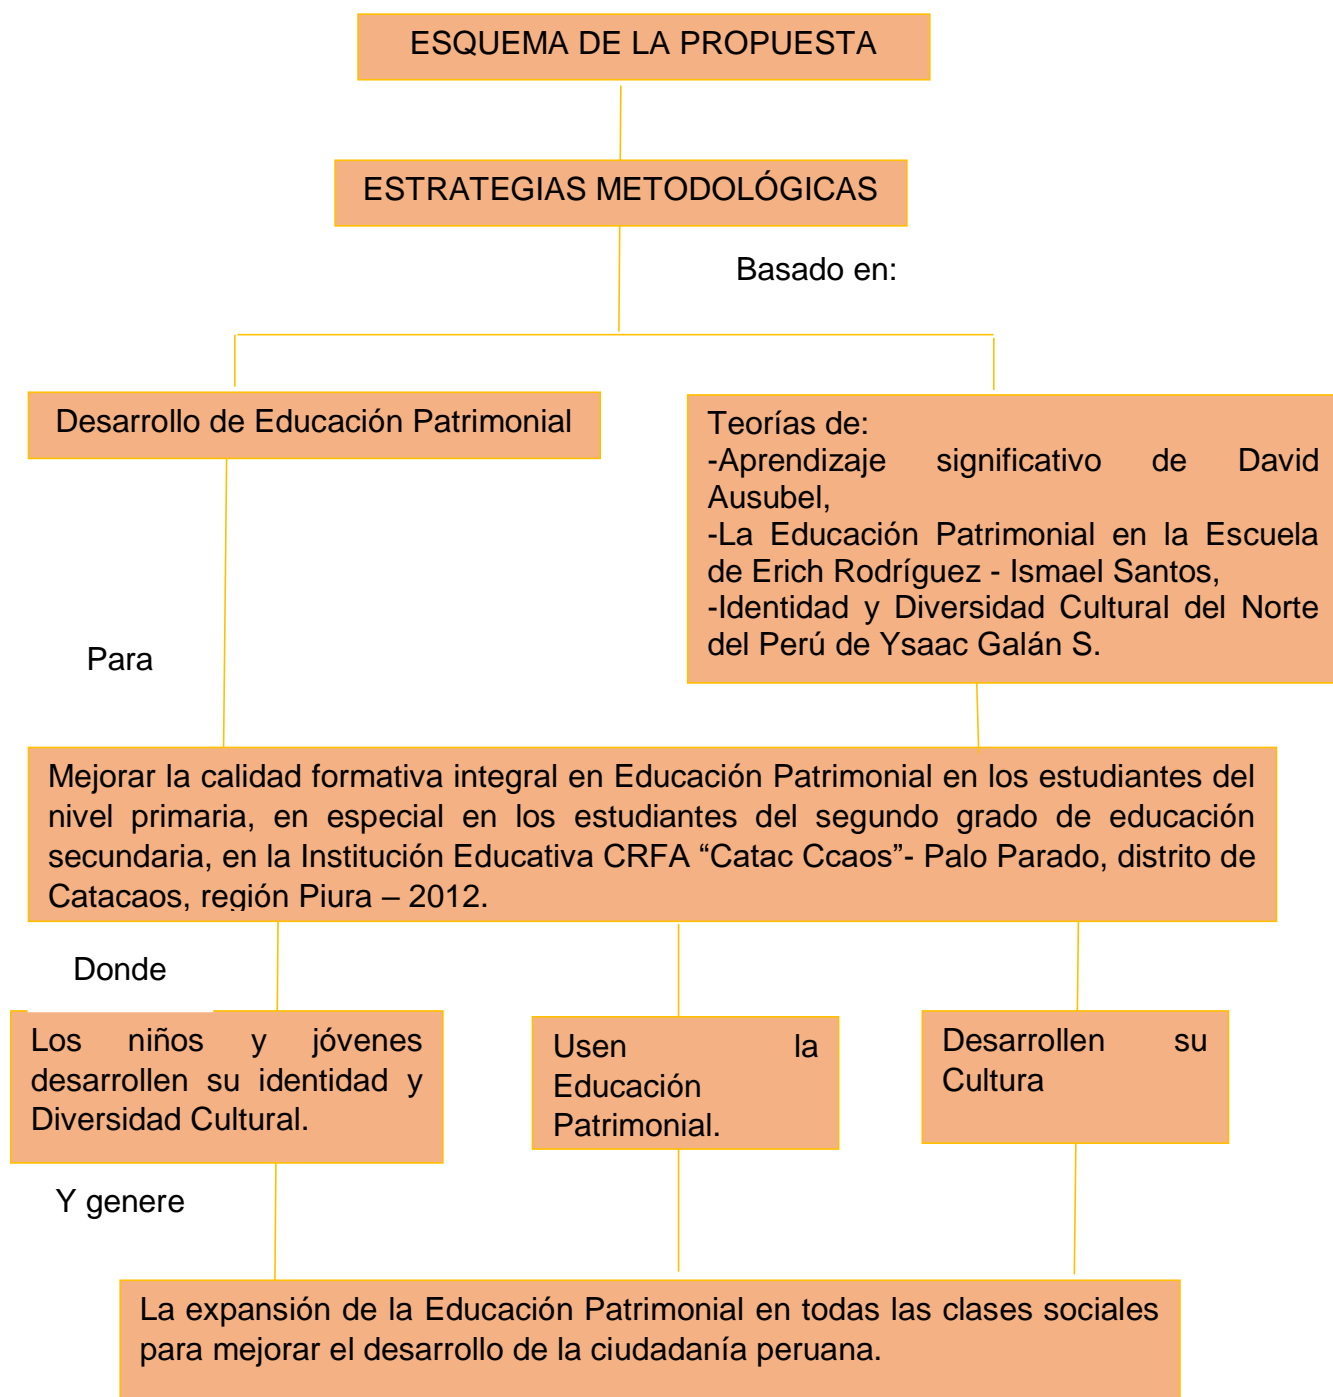 ESQUEMA DE LA PROPUESTA
ESTRATEGIAS METODOLÓGICAS
Basado en:
Desarrollo de Educación Patrimonial
Teorías de:
-Aprendizaje significativo de David
Ausubel,
-La Educación Patrimonial en la Escuela
de Erich Rodríguez - Ismael Santos,
-Identidad y Diversidad Cultural del Norte
del Perú de Ysaac Galán S.
Para
Mejorar la calidad formativa integral en Educación Patrimonial en los estudiantes del
nivel primaria, en especial en los estudiantes del segundo grado de educación
secundaria, en la Institución Educativa CRFA “Catac Ccaos”- Palo Parado, distrito de
Catacaos, región Piura – 2012.
Donde
Los niños y jóvenes
desarrollen su identidad y
Diversidad Cultural.
Usen la
Educación
Patrimonial.
Desarrollen su
Cultura
Y genere
La expansión de la Educación Patrimonial en todas las clases sociales
para mejorar el desarrollo de la ciudadanía peruana.